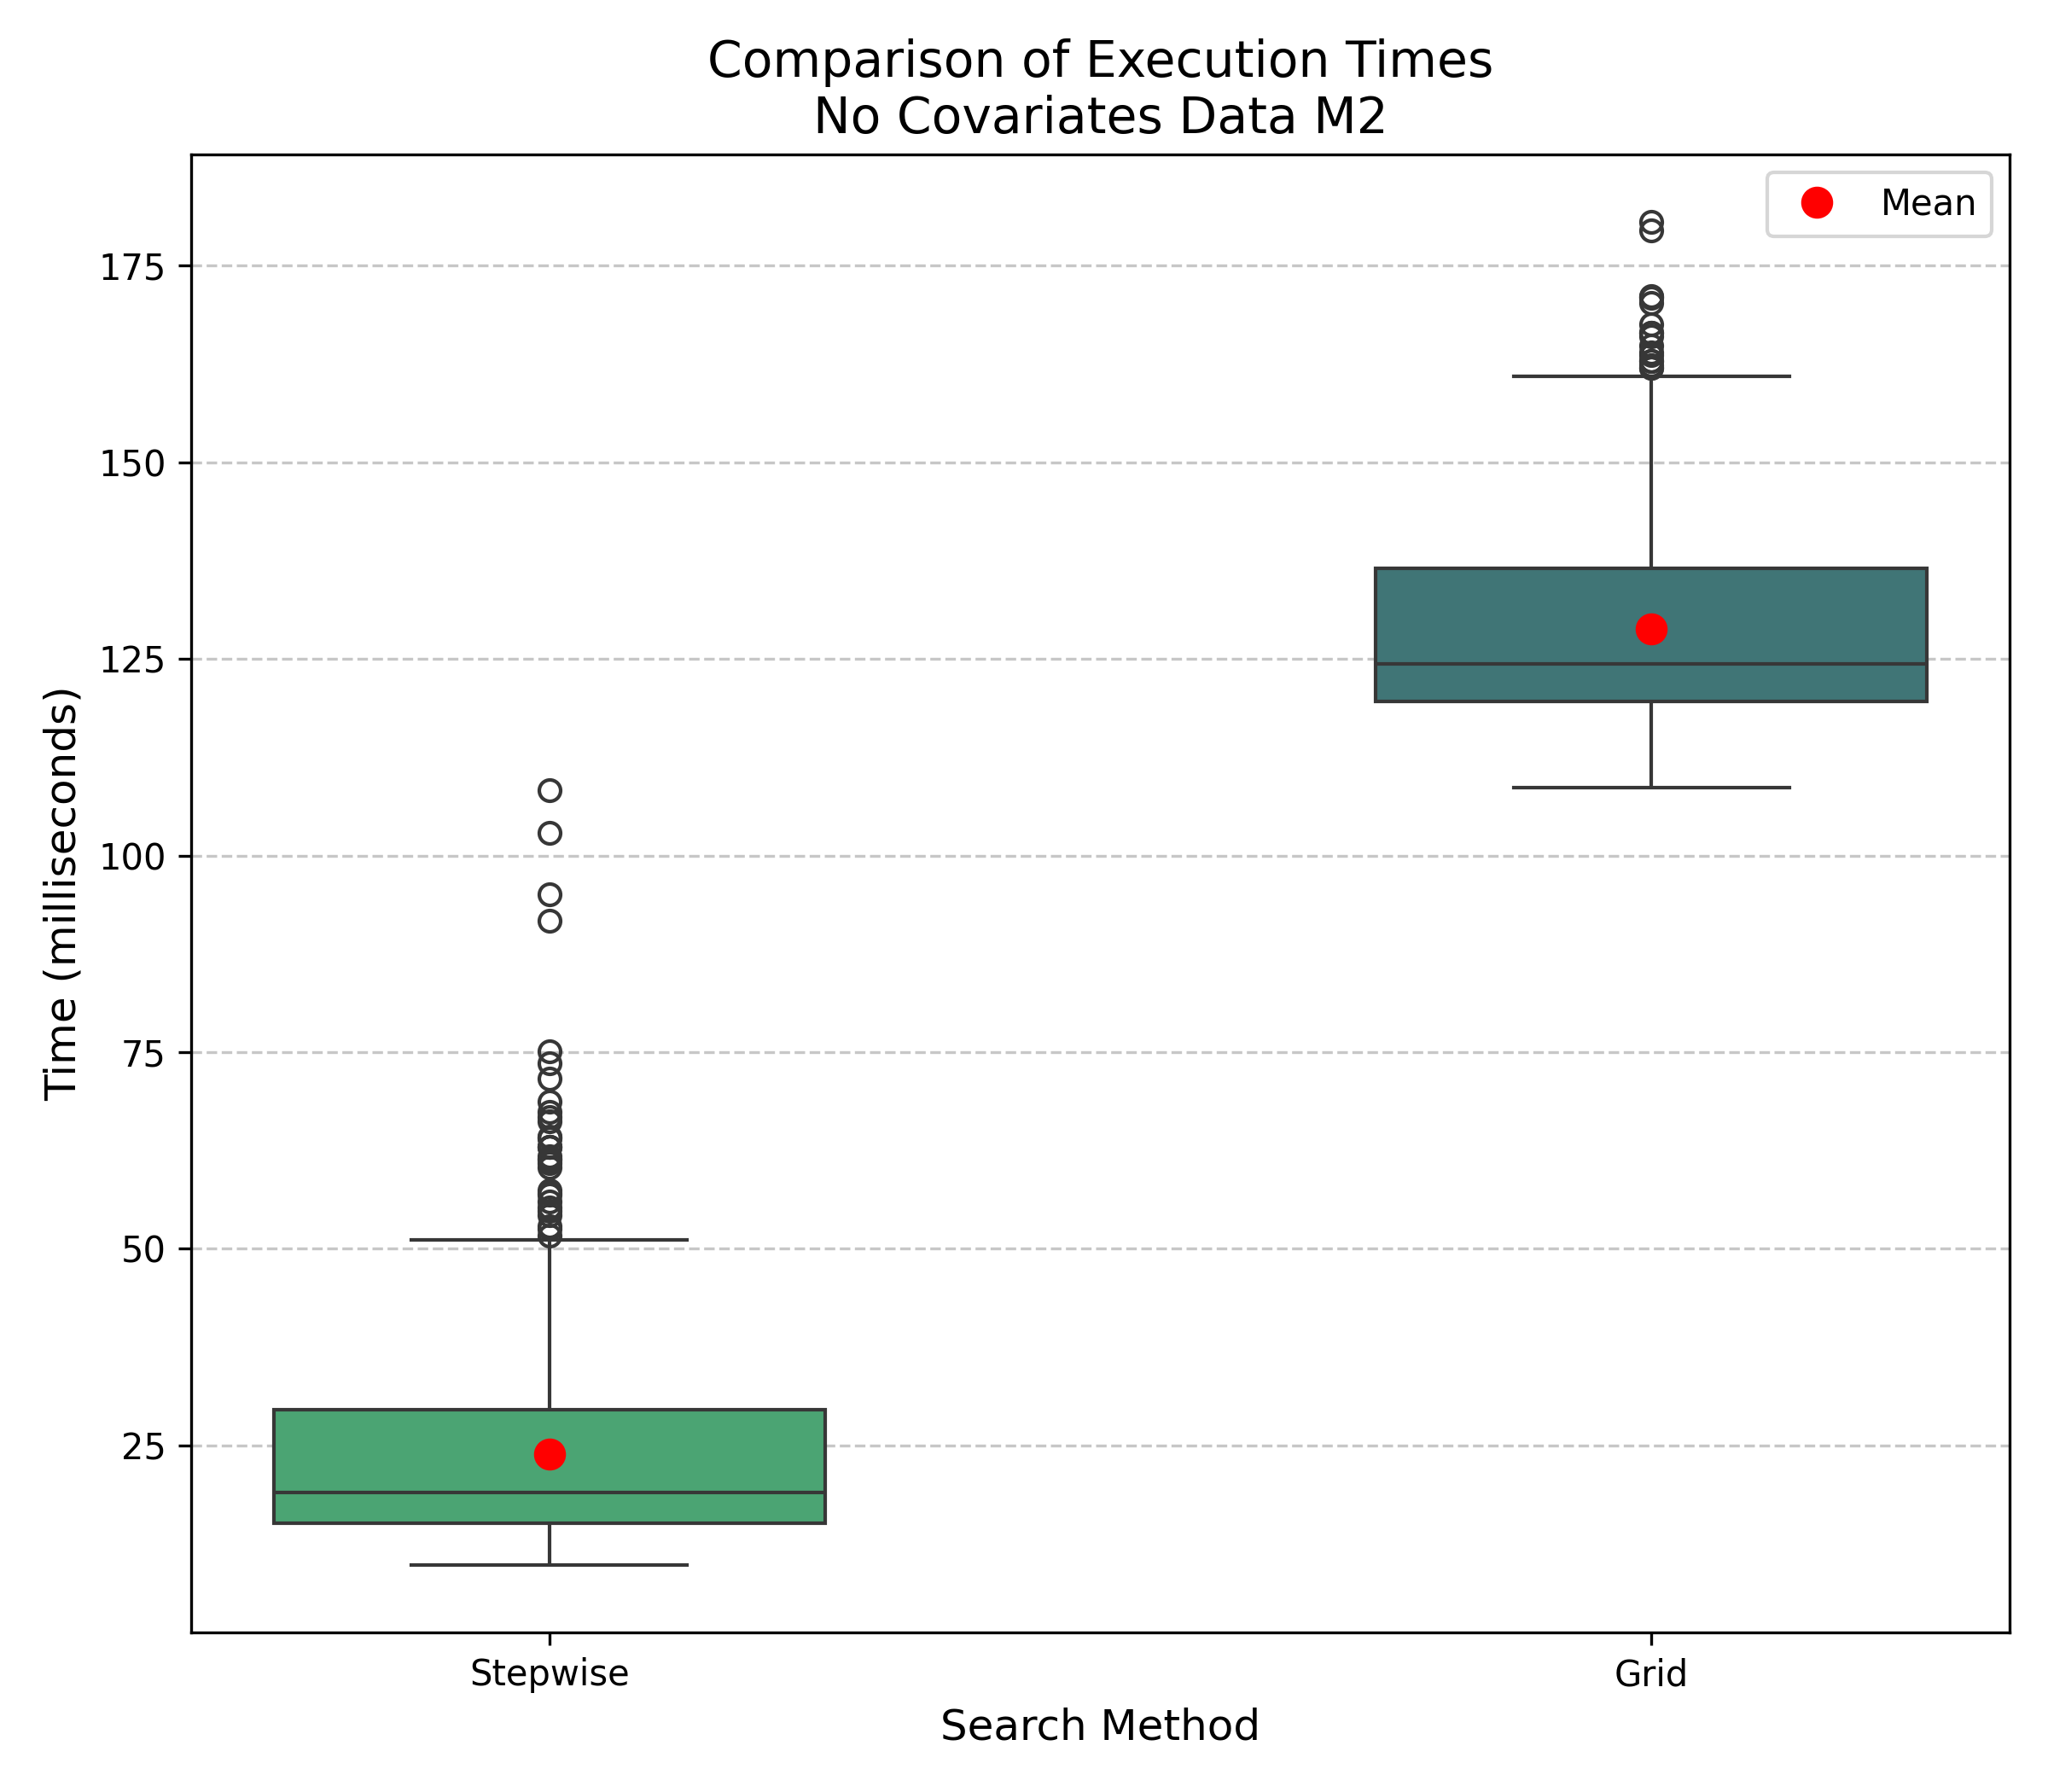 Comparison of Execution Times
No Covariates Data M2
Mean
175
150
125
100
75
50
25
Time (milliseconds)
Stepwise
Grid
Search Method